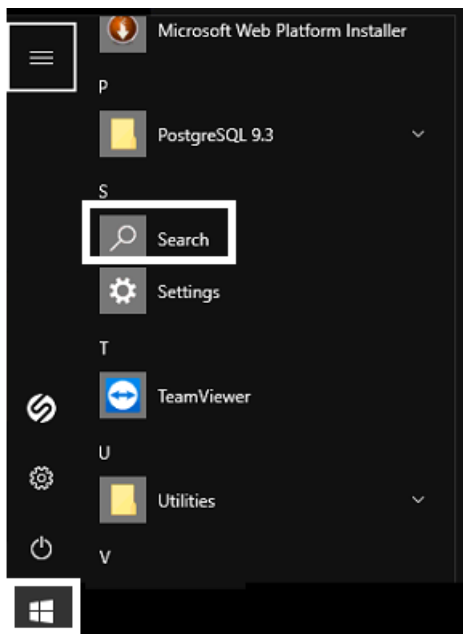 Microsoft Web Platform Installer
P
PostgreSQL 9.3
S
Search
Settings
T
TeamViewer
U
Utilities
V